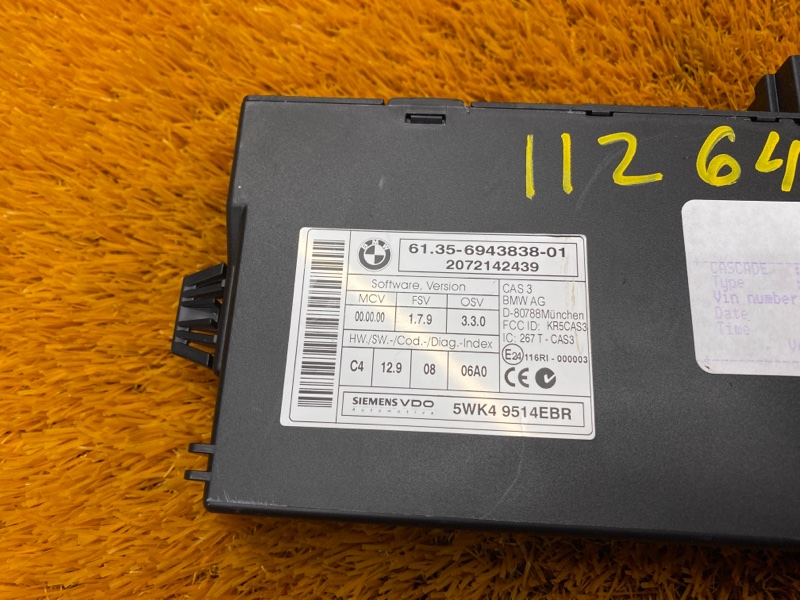 112 64
BMW
61.35-6943838-01
2072142439
Software, Version
MCV FSV OSV
00.00.00 1.7.9 3.3.0
HW./SW.-/Cod.-/Diag.-Index
C4 12.9 08 06A0
CAS 3
BMW AG
D-80788München
FCC ID: KR5CAS3
IC: 267 T - CAS3
E24 116RI - 000003
CE
SIEMENS VDO
Automotive
5WK4 9514EBR
CASCADE
Type
Vin number
Date
Time